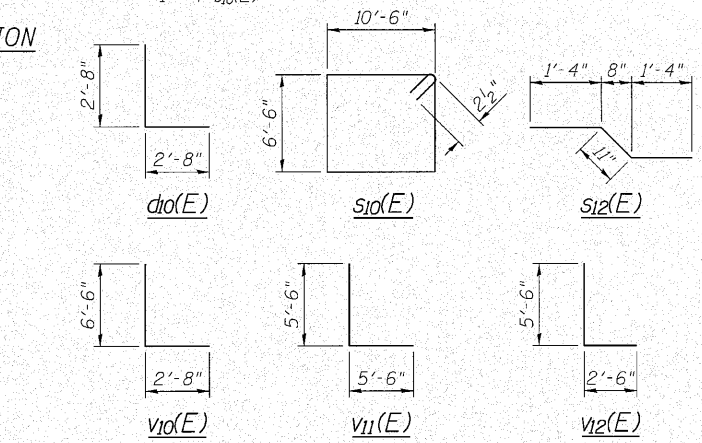 ION
10'-6"
2'-8"
2'-8"
d10(E)
6'-6"
2½"
s10(E)
1'-4"
8"
1'-4"
11"
s12(E)
6'-6"
2'-8"
v10(E)
5'-6"
5'-6"
v11(E)
5'-6"
2'-6"
v12(E)